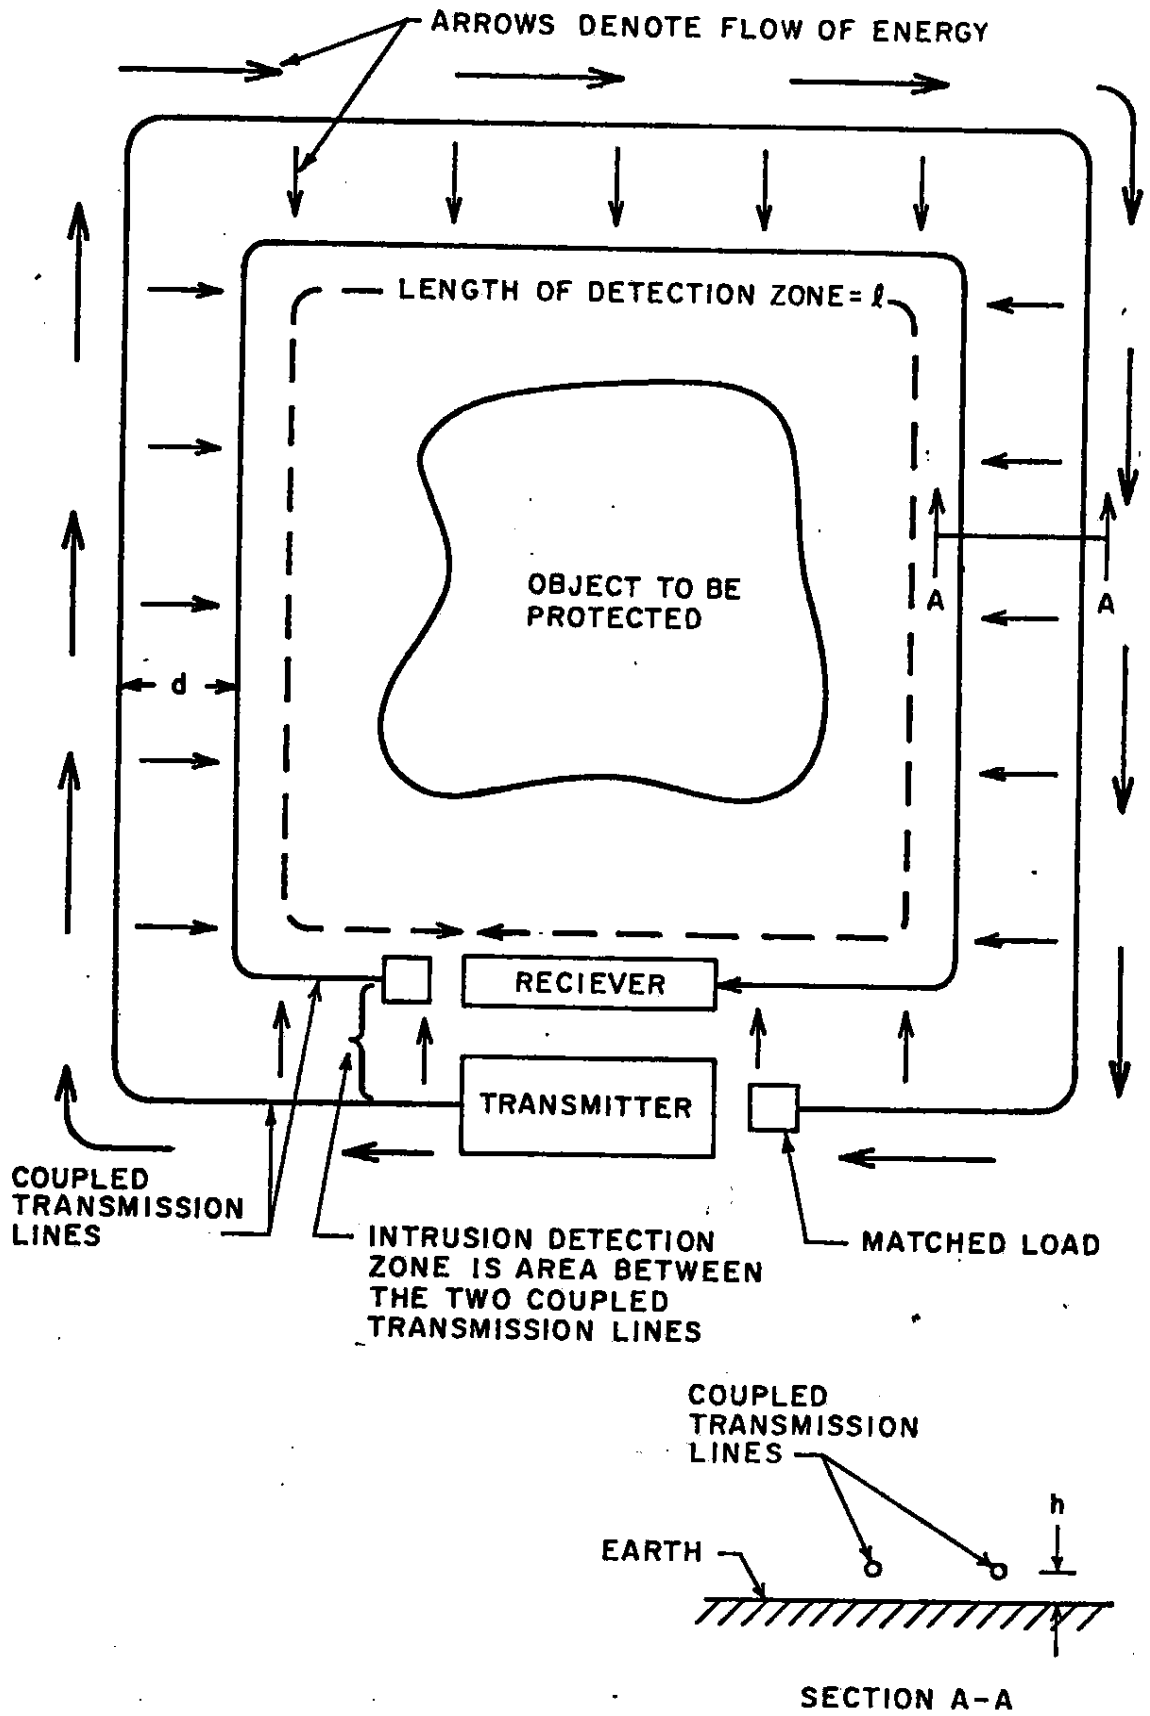 ARROWS DENOTE FLOW OF ENERGY
LENGTH OF DETECTION ZONE = ℓ
OBJECT TO BE
PROTECTED
A
A
d
RECIEVER
TRANSMITTER
COUPLED
TRANSMISSION
LINES
INTRUSION DETECTION
ZONE IS AREA BETWEEN
THE TWO COUPLED
TRANSMISSION LINES
MATCHED LOAD
COUPLED
TRANSMISSION
LINES
h
EARTH
SECTION A-A